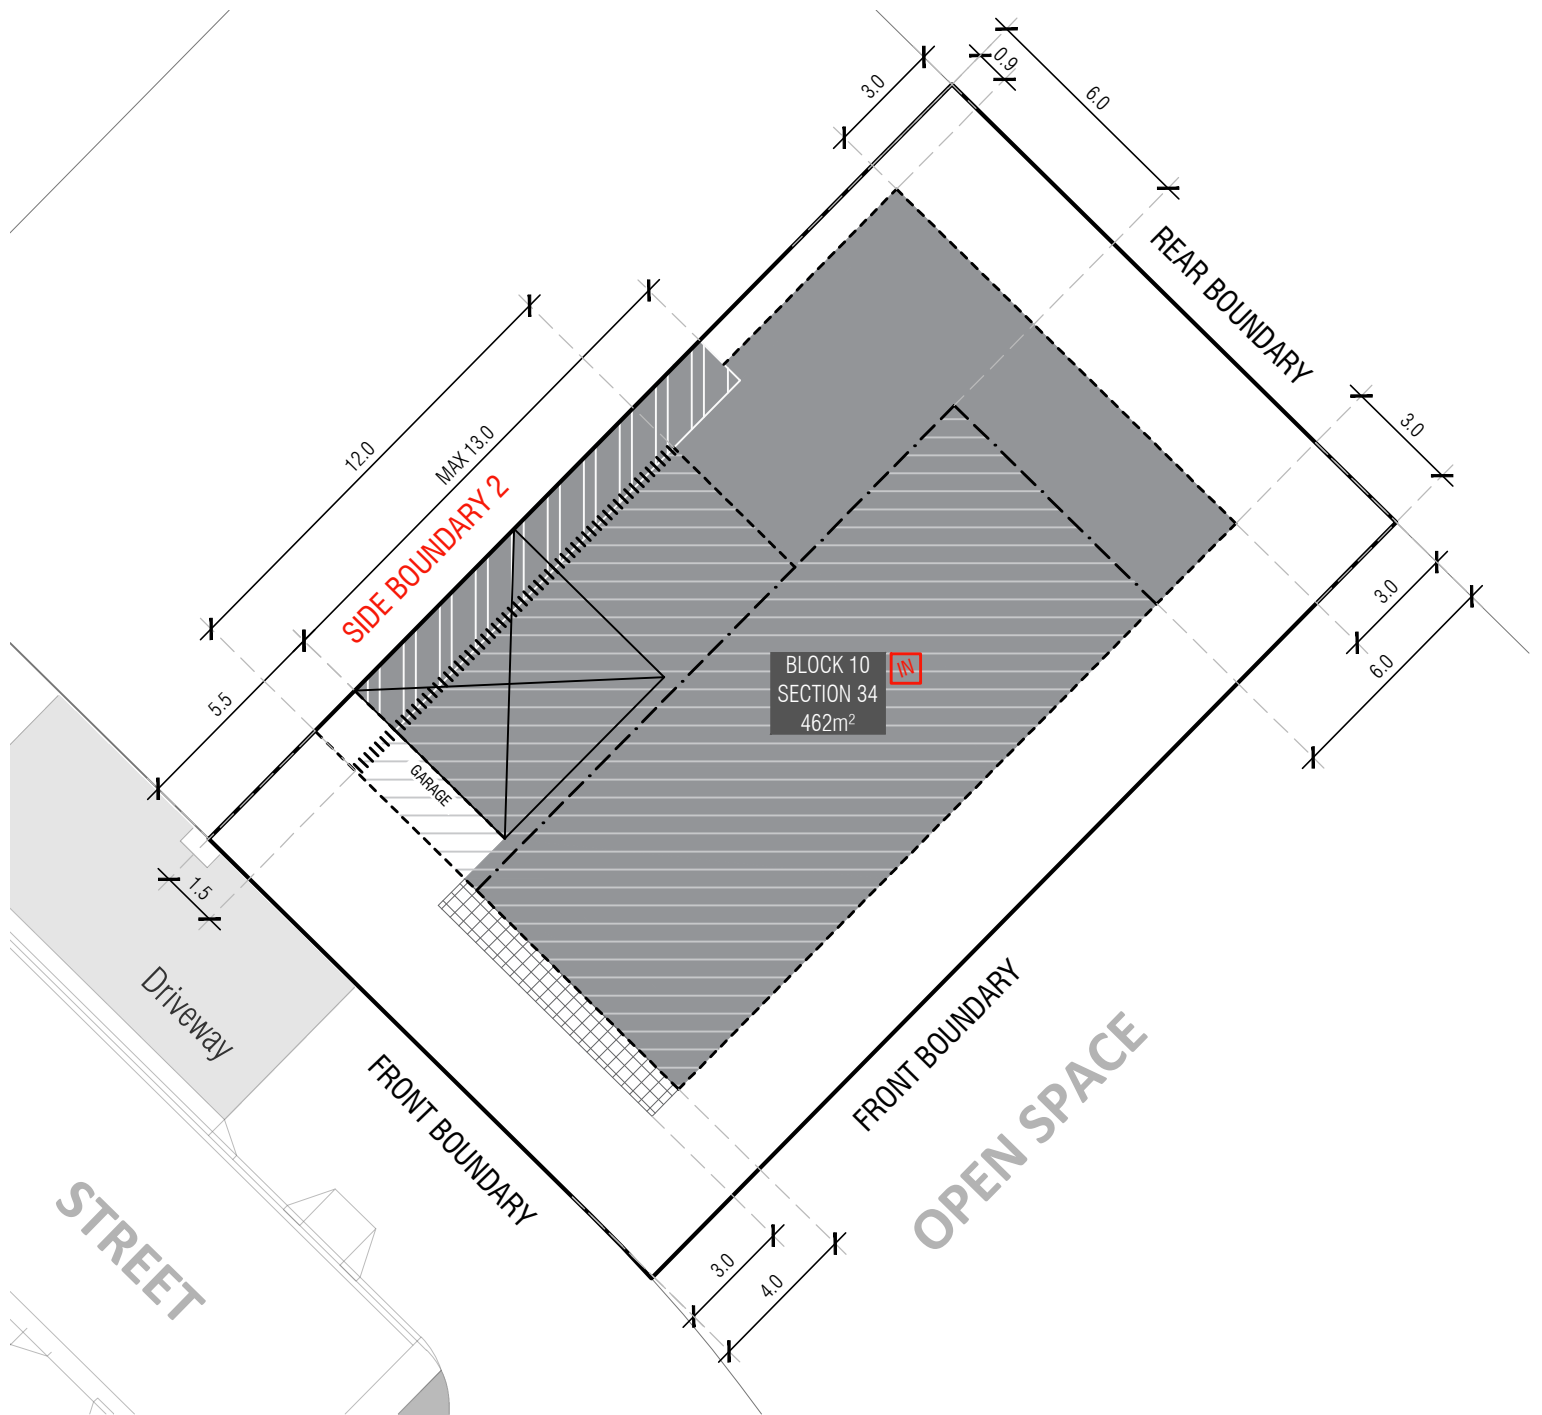 0.9
3.0
6.0
REAR BOUNDARY
12.0
MAX 13.0
SIDE BOUNDARY 2
3.0
5.5
BLOCK 10
SECTION 34
462m²
IN
3.0
6.0
GARAGE
1.5
Driveway
FRONT BOUNDARY
FRONT BOUNDARY
OPEN SPACE
STREET
3.0
4.0